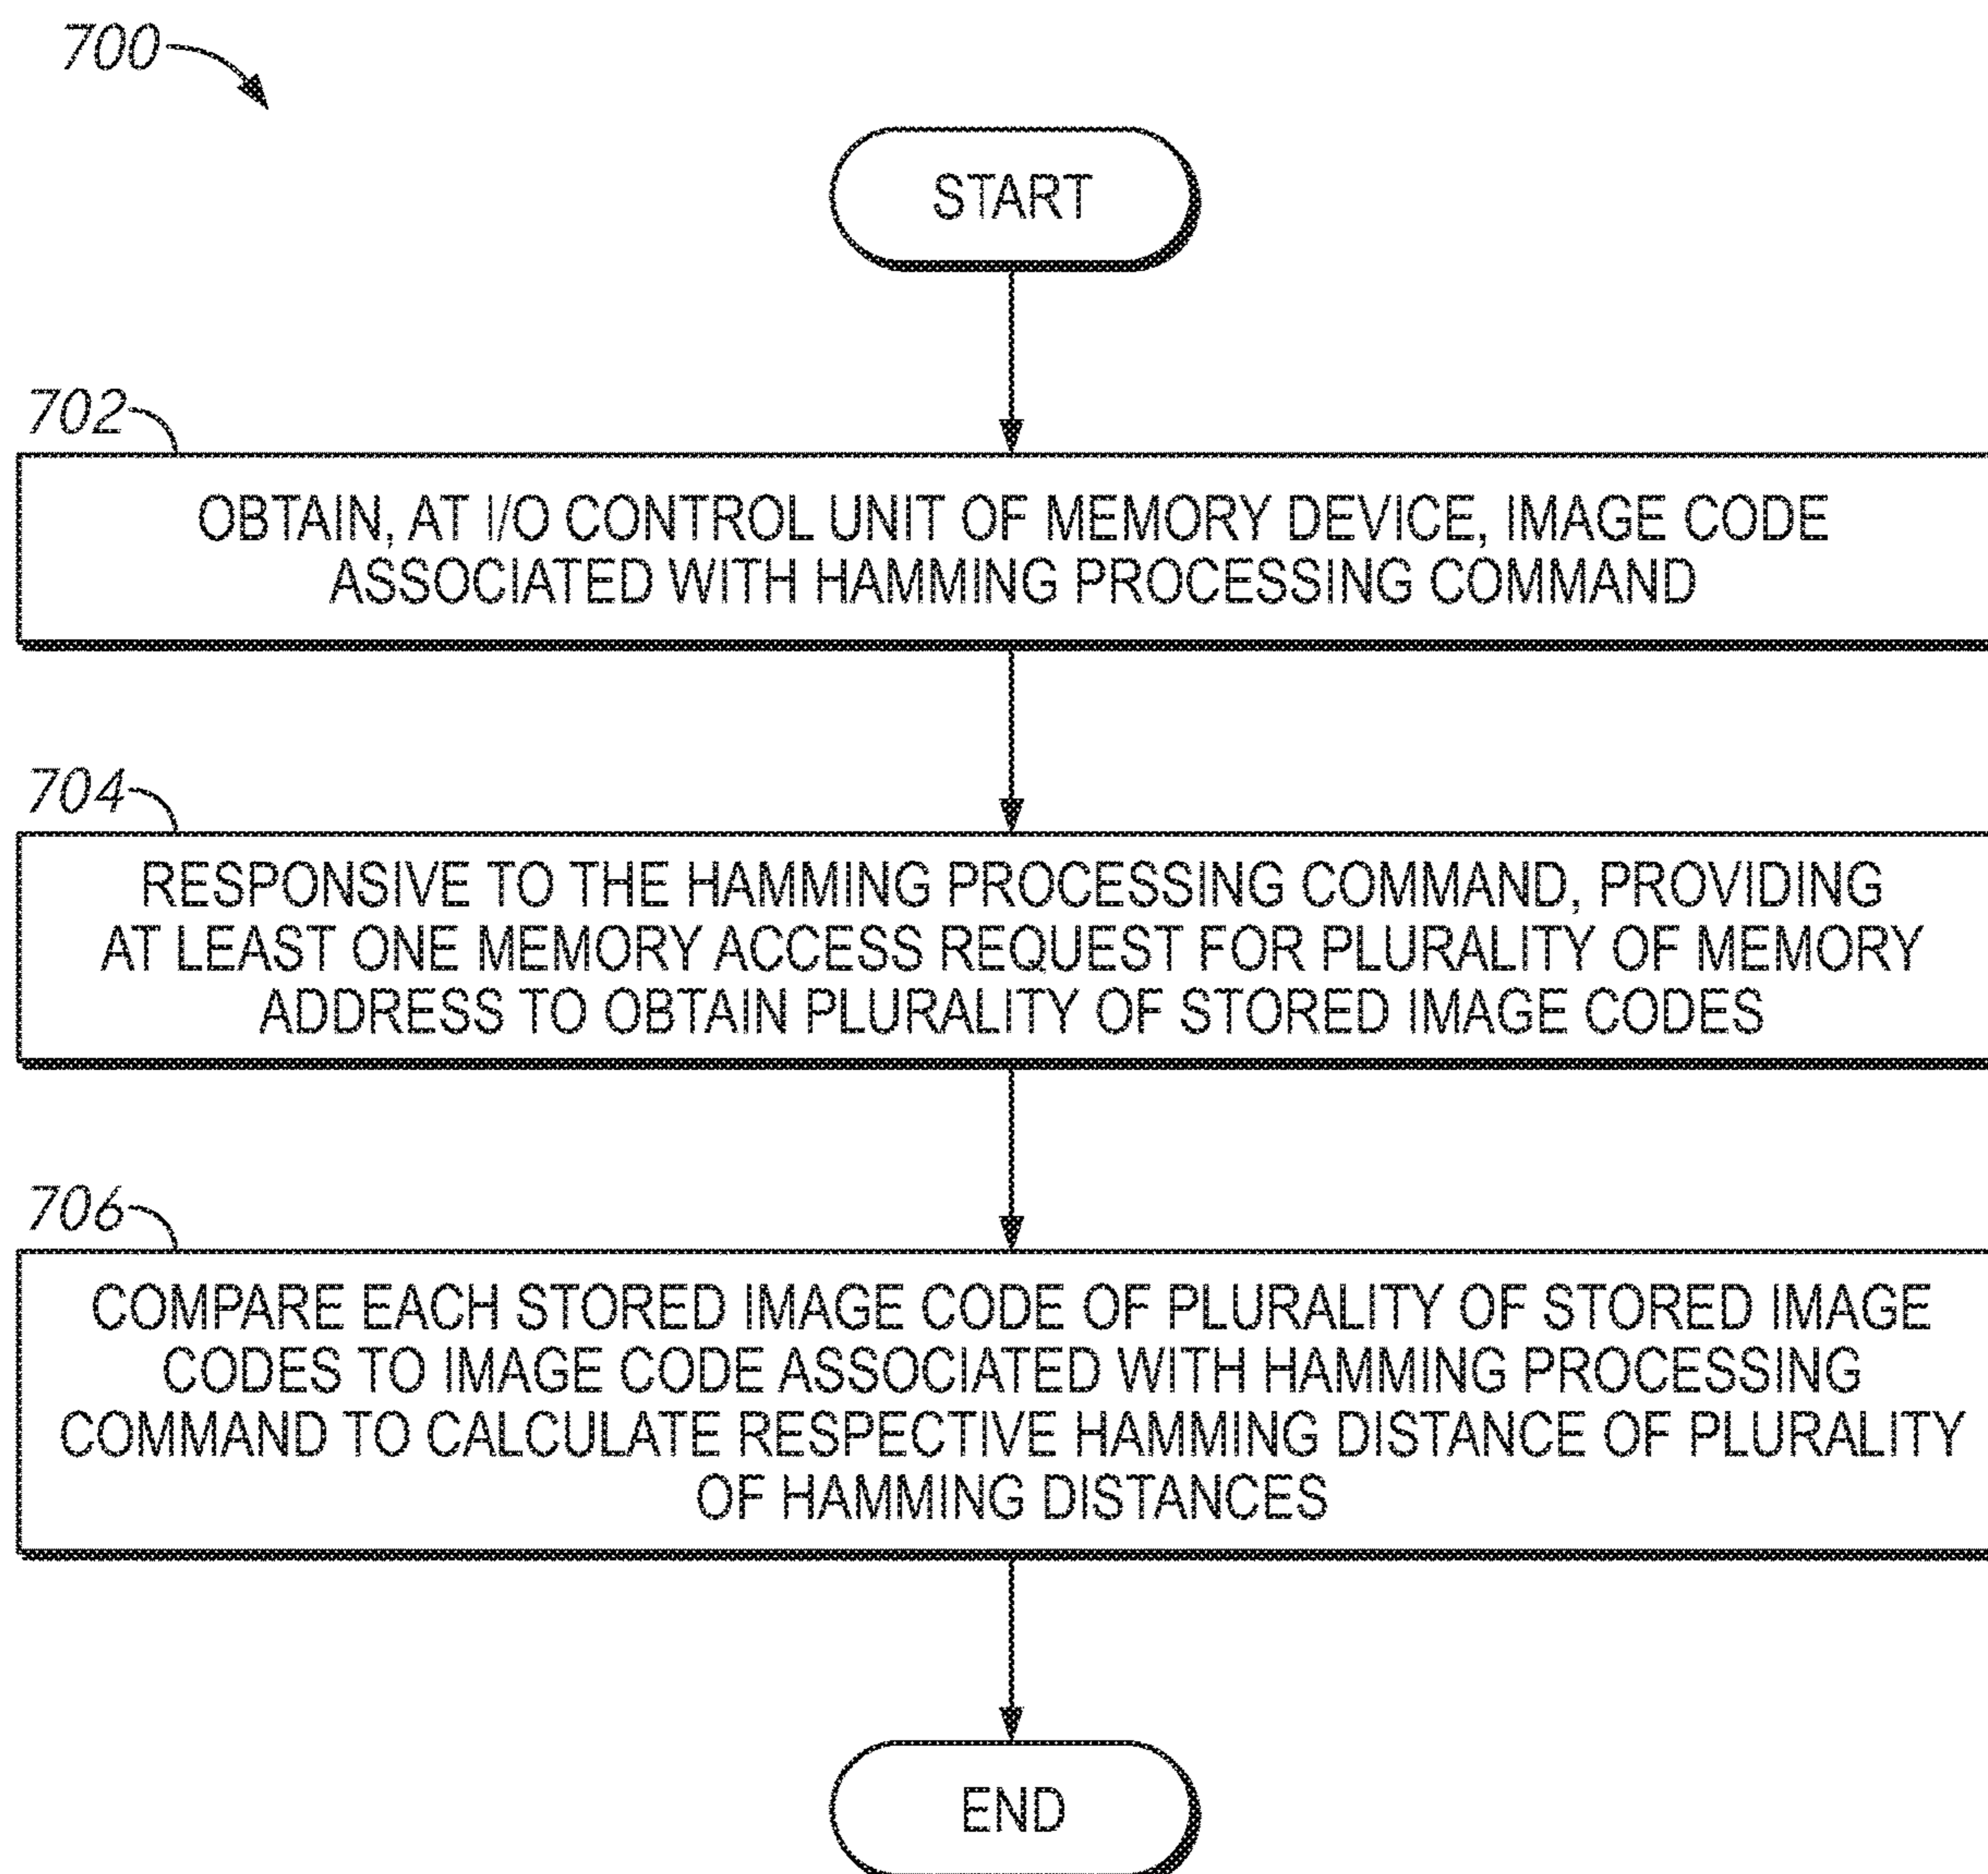 700
START
702
OBTAIN, AT I/O CONTROL UNIT OF MEMORY DEVICE, IMAGE CODE
ASSOCIATED WITH HAMMING PROCESSING COMMAND
704
RESPONSIVE TO THE HAMMING PROCESSING COMMAND, PROVIDING
AT LEAST ONE MEMORY ACCESS REQUEST FOR PLURALITY OF MEMORY
ADDRESS TO OBTAIN PLURALITY OF STORED IMAGE CODES
706
COMPARE EACH STORED IMAGE CODE OF PLURALITY OF STORED IMAGE
CODES TO IMAGE CODE ASSOCIATED WITH HAMMING PROCESSING
COMMAND TO CALCULATE RESPECTIVE HAMMING DISTANCE OF PLURALITY
OF HAMMING DISTANCES
END